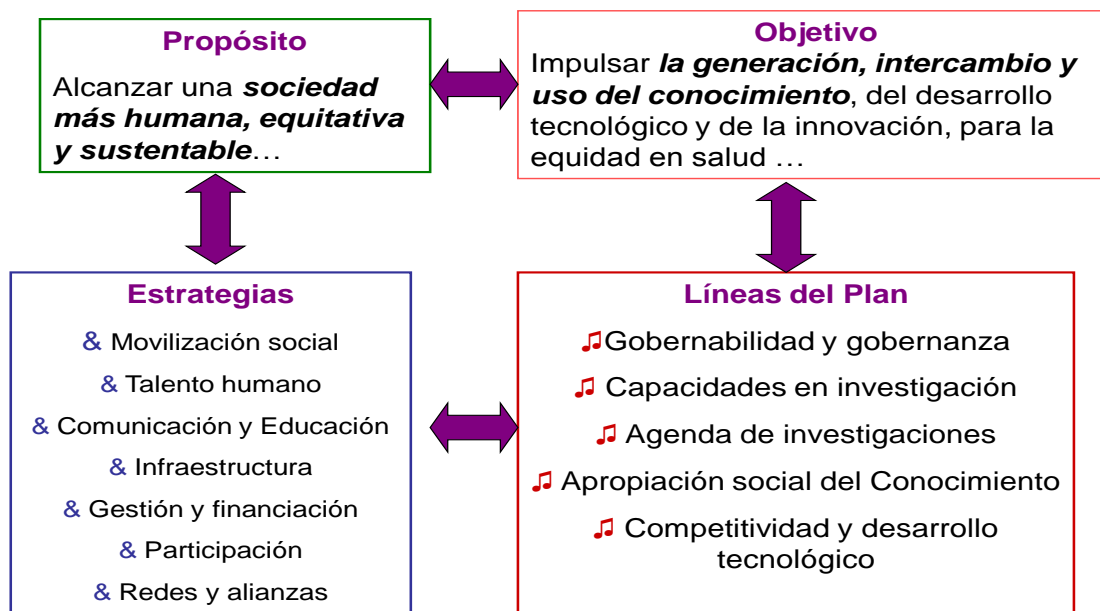 Propósito
Alcanzar una sociedad
más humana, equitativa
y sustentable…
Objetivo
Impulsar la generación, intercambio y
uso del conocimiento, del desarrollo
tecnológico y de la innovación, para la
equidad en salud …
Estrategias
& Movilización social
& Talento humano
& Comunicación y Educación
& Infraestructura
& Gestión y financiación
& Participación
& Redes y alianzas
Líneas del Plan
♫Gobernabilidad y gobernanza
♫ Capacidades en investigación
♫ Agenda de investigaciones
♫ Apropiación social del Conocimiento
♫ Competitividad y desarrollo
tecnológico